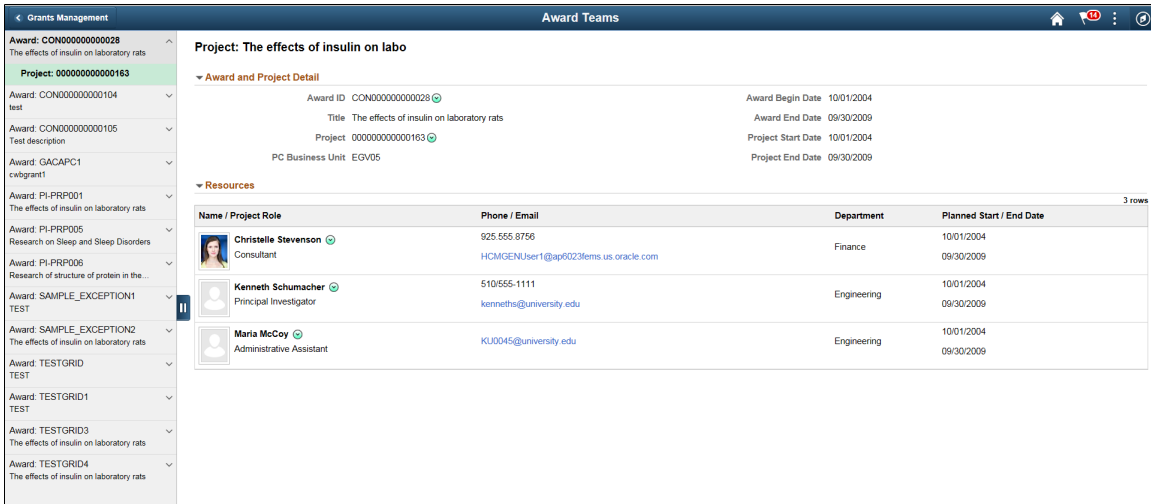 Grants Management
Award Teams
14
Award: CON000000000028
The effects of insulin on laboratory rats
Project: 000000000000163
Award: CON000000000104
test
Award: CON000000000105
Test description
Award: GACAPC1
cwbgrant1
Award: PI-PRP001
The effects of insulin on laboratory rats
Award: PI-PRP005
Research on Sleep and Sleep Disorders
Award: PI-PRP006
Research of structure of protein in the...
Award: SAMPLE_EXCEPTION1
TEST
Award: SAMPLE_EXCEPTION2
The effects of insulin on laboratory rats
Award: TESTGRID
TEST
Award: TESTGRID1
TEST
Award: TESTGRID3
The effects of insulin on laboratory rats
Award: TESTGRID4
The effects of insulin on laboratory rats
Project: The effects of insulin on labo
Award and Project Detail
Award ID CON000000000028
Award Begin Date 10/01/2004
Title The effects of insulin on laboratory rats
Award End Date 09/30/2009
Project 000000000000163
Project Start Date 10/01/2004
PC Business Unit EGV05
Project End Date 09/30/2009
Resources
3 rows
Name / Project Role Phone / Email Department Planned Start / End Date
Christelle Stevenson
Consultant
925.555.8756
HCMGENUser1@ap6023fems.us.oracle.com
Finance
10/01/2004
09/30/2009
Kenneth Schumacher
Principal Investigator
510/555-1111
kenneths@university.edu
Engineering
10/01/2004
09/30/2009
Maria McCoy
Administrative Assistant
KU0045@university.edu
Engineering
10/01/2004
09/30/2009